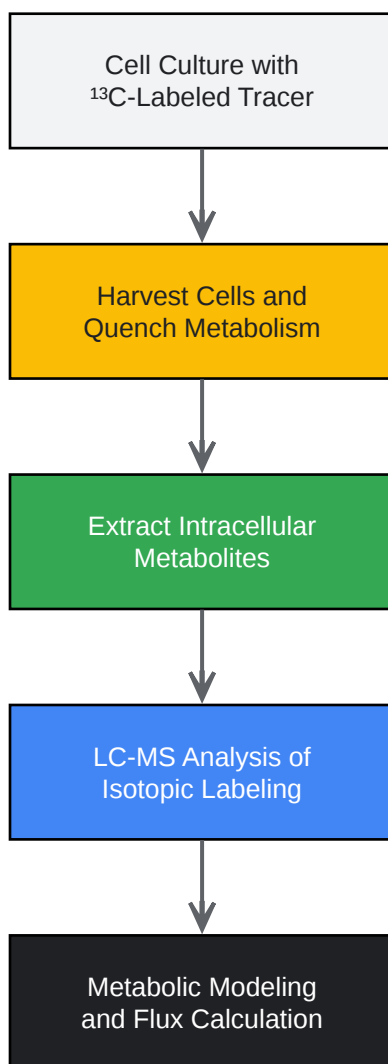 Cell Culture with
¹³C-Labeled Tracer
Harvest Cells and
Quench Metabolism
Extract Intracellular
Metabolites
LC-MS Analysis of
Isotopic Labeling
Metabolic Modeling
and Flux Calculation